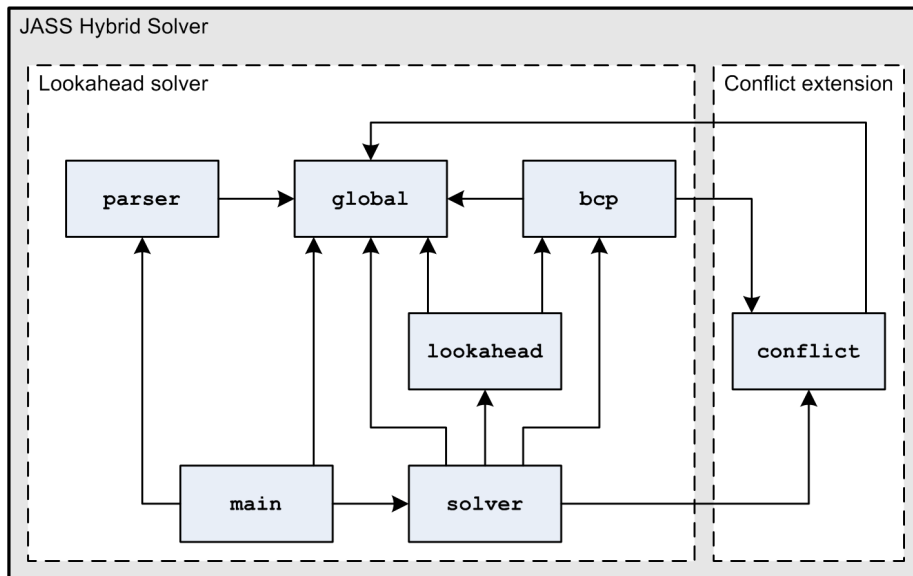 JASS Hybrid Solver
Lookahead solver
Conflict extension
parser
global
bcp
lookahead
conflict
main
solver